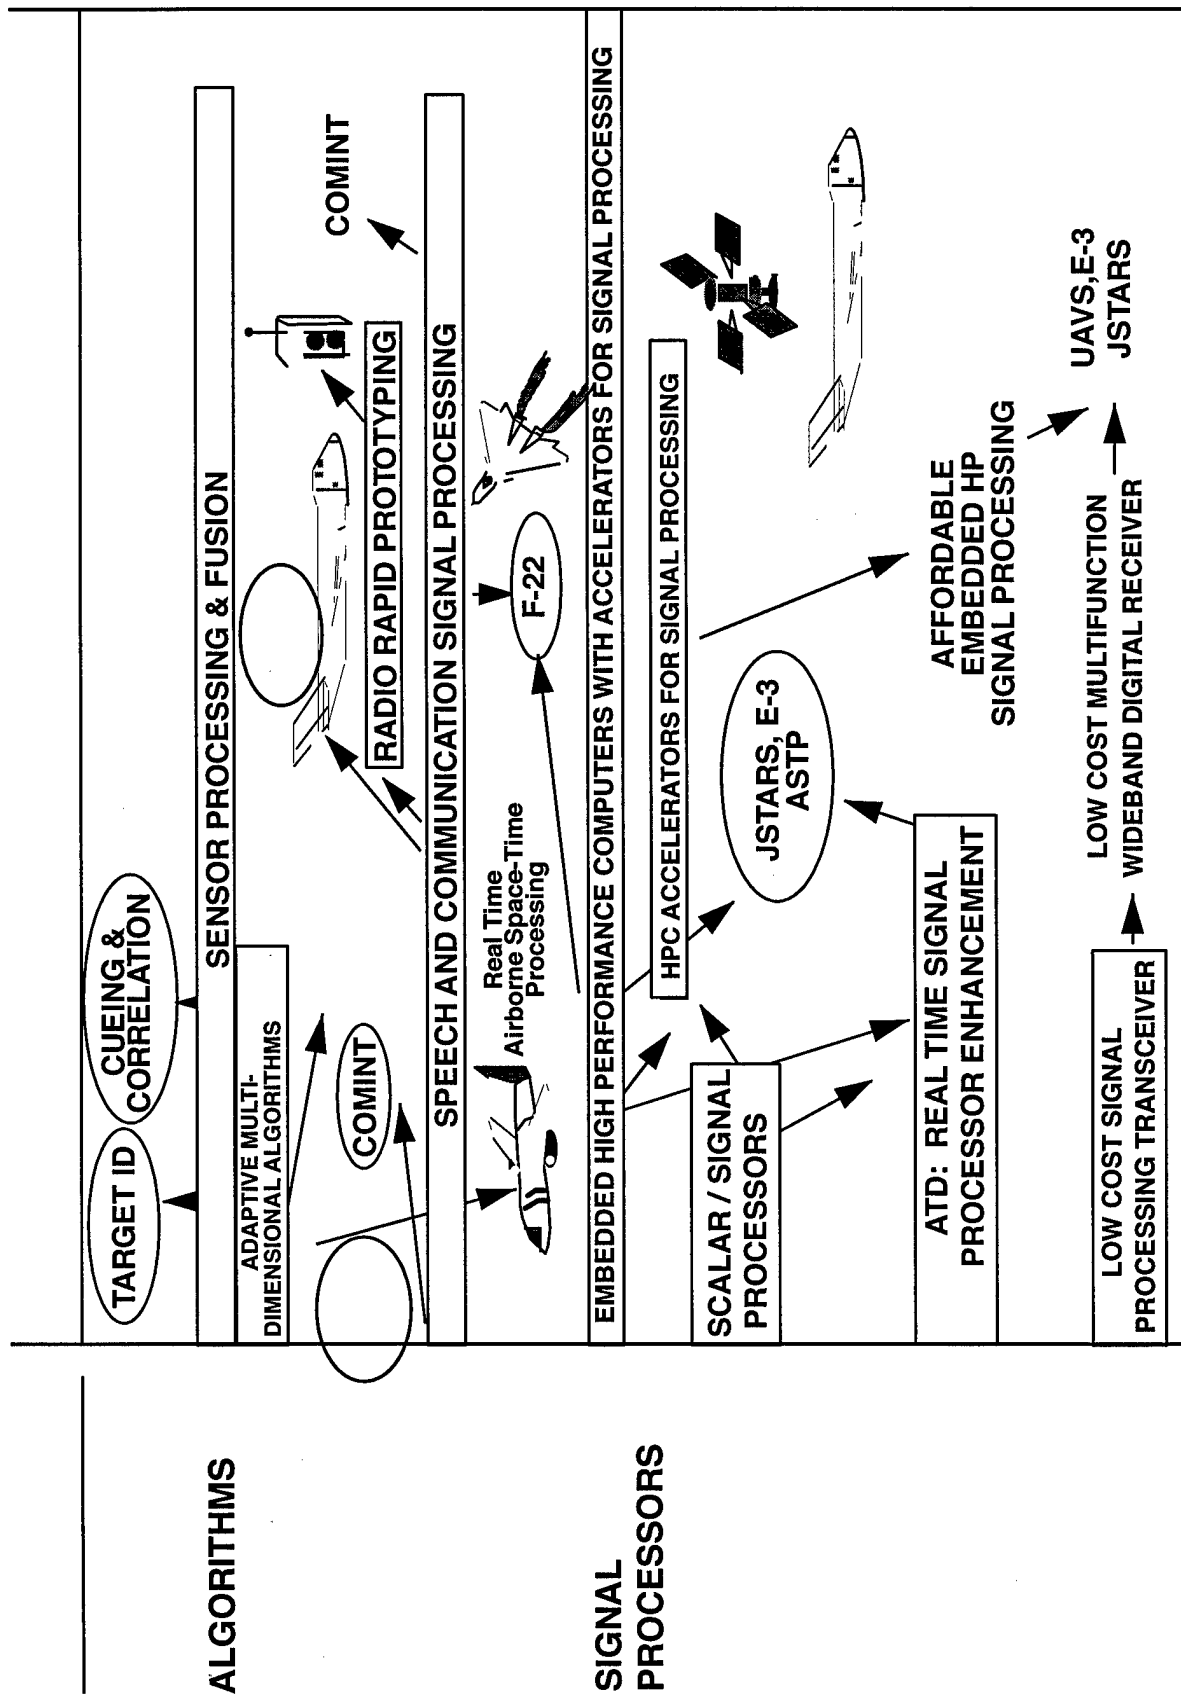 ALGORITHMS
TARGET ID
CUEING &
CORRELATION
SENSOR PROCESSING & FUSION
ADAPTIVE MULTI-
DIMENSIONAL ALGORITHMS
COMINT
RADIO RAPID PROTOTYPING
COMINT
SPEECH AND COMMUNICATION SIGNAL PROCESSING
Real Time
Airborne Space-Time
Processing
F-22
SIGNAL
PROCESSORS
EMBEDDED HIGH PERFORMANCE COMPUTERS WITH ACCELERATORS FOR SIGNAL PROCESSING
HPC ACCELERATORS FOR SIGNAL PROCESSING
SCALAR / SIGNAL
PROCESSORS
JSTARS, E-3
ASTP
ATD: REAL TIME SIGNAL
PROCESSOR ENHANCEMENT
AFFORDABLE
EMBEDDED HP
SIGNAL PROCESSING
UAVS,E-3
JSTARS
LOW COST SIGNAL
PROCESSING TRANSCEIVER
LOW COST MULTIFUNCTION
WIDEBAND DIGITAL RECEIVER